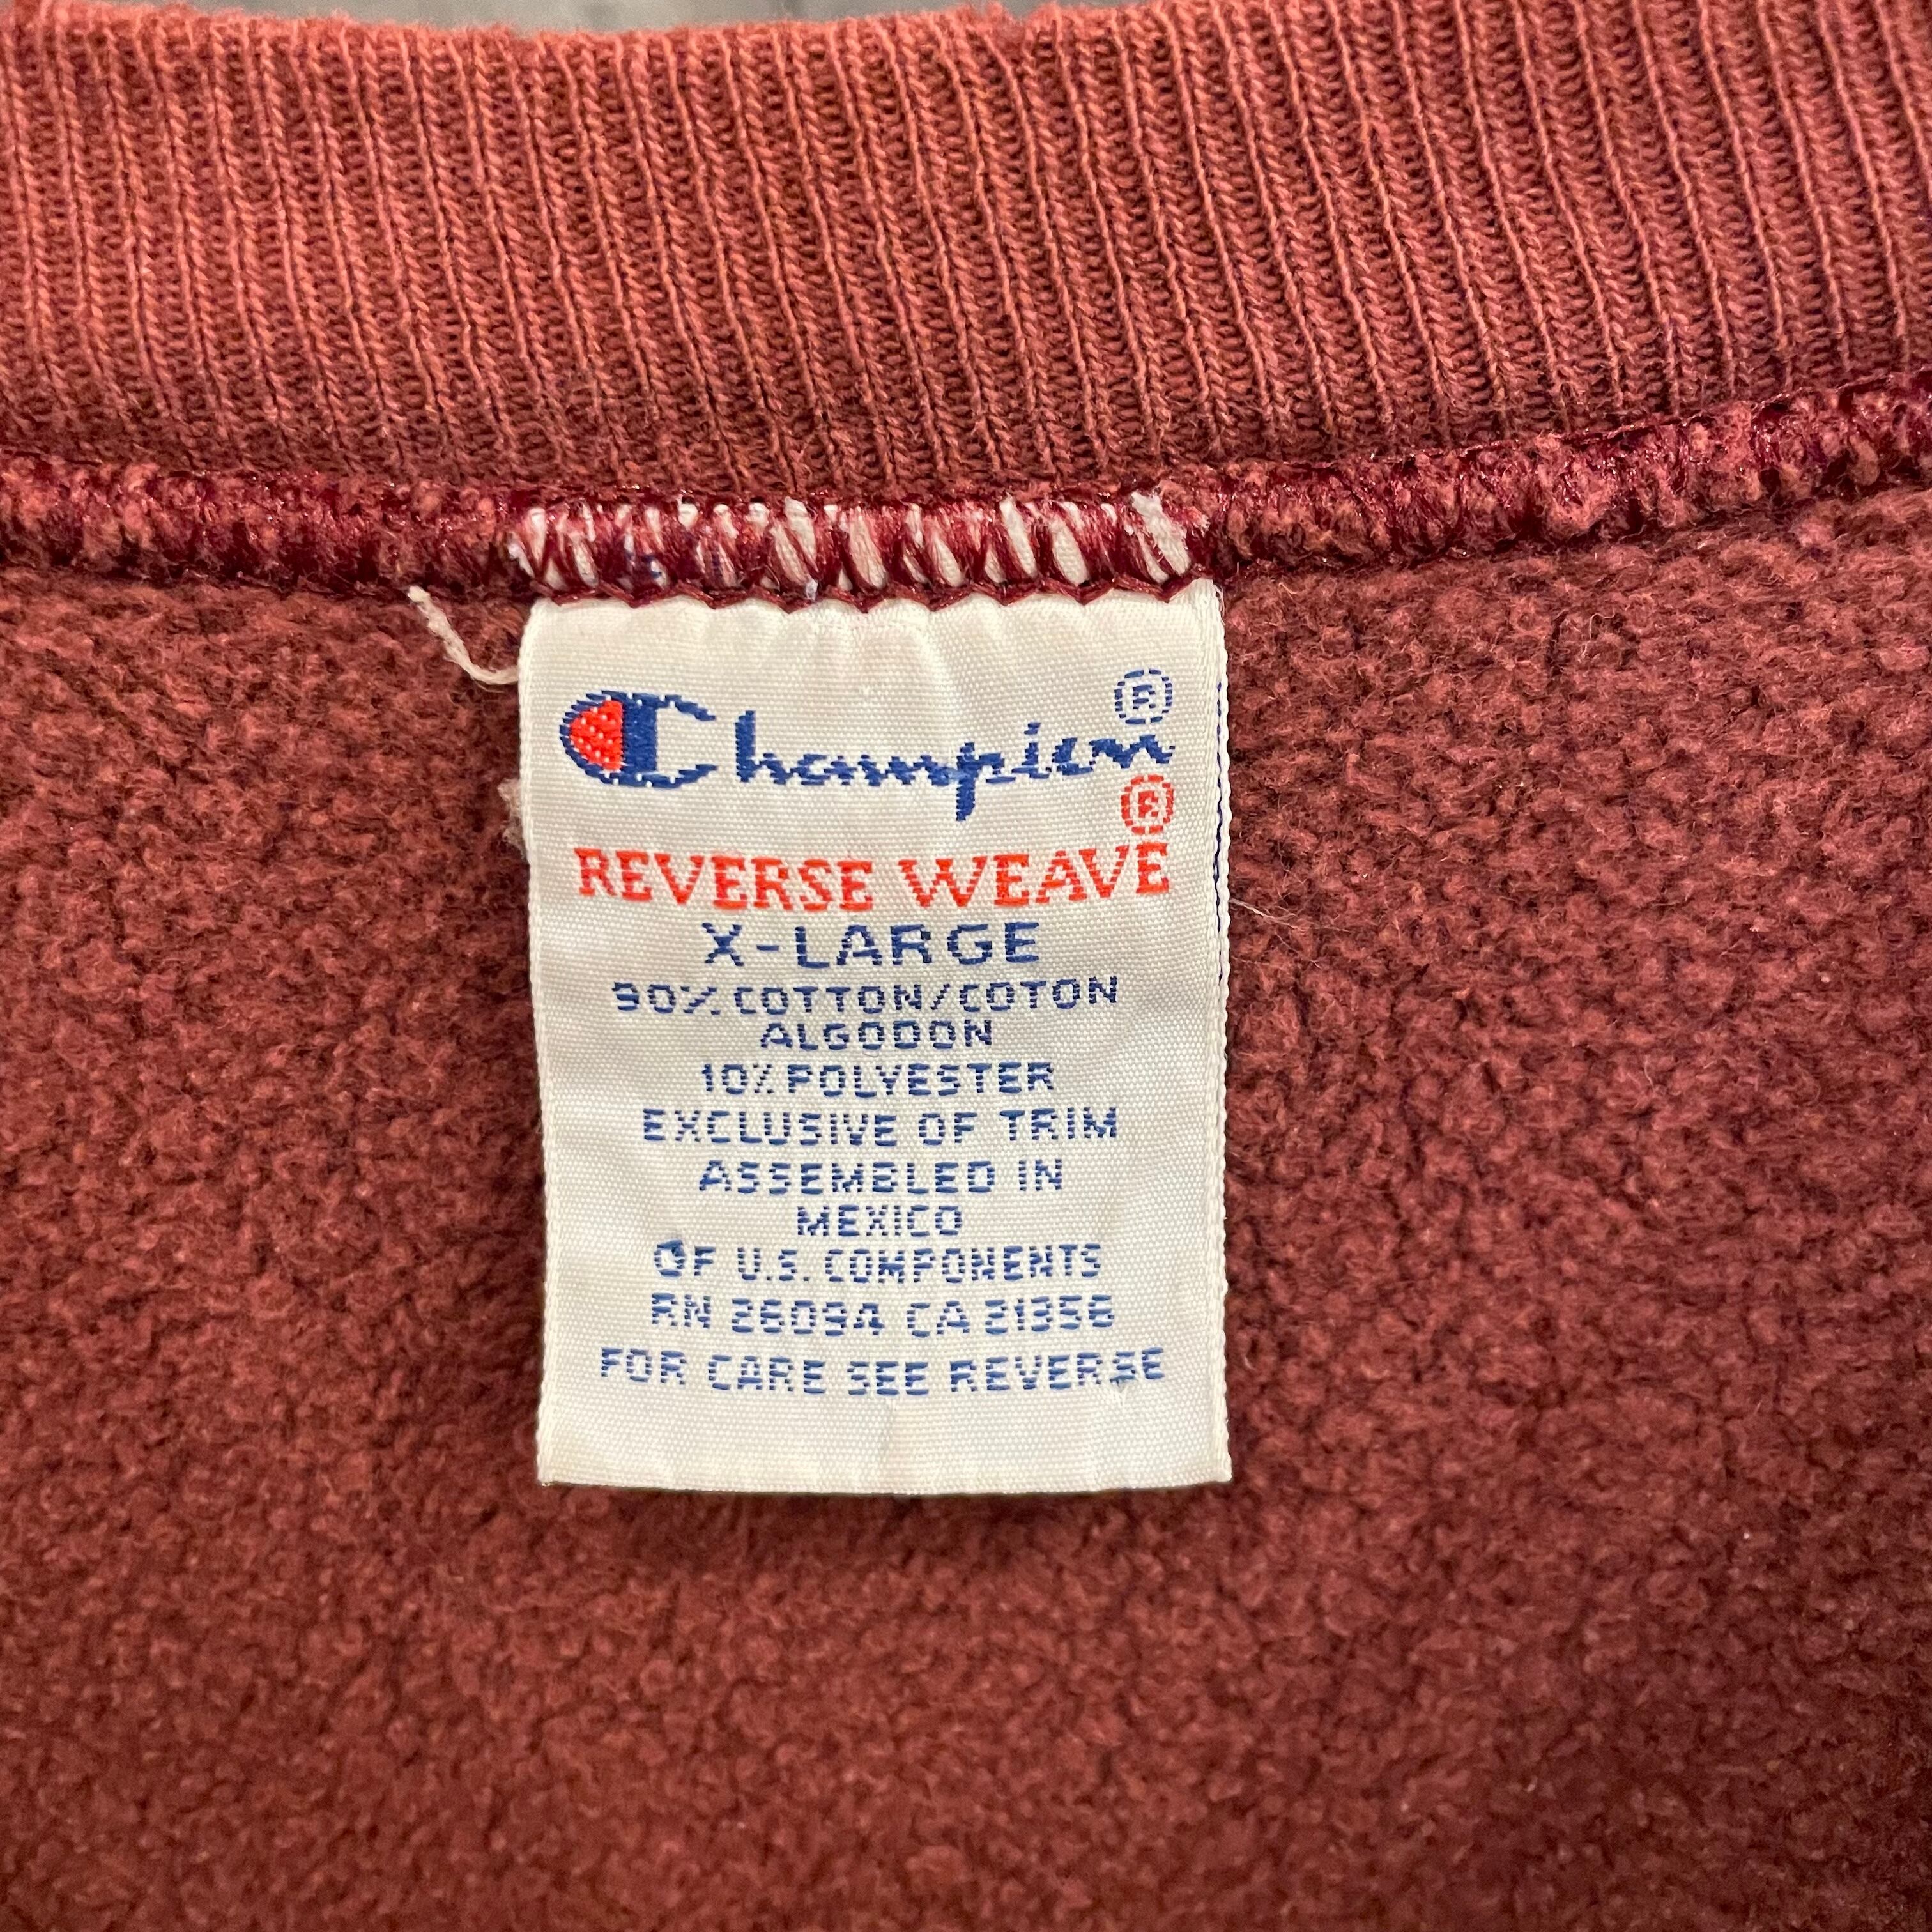 Champion®
®
REVERSE WEAVE
X-LARGE
90% COTTON/COTON
ALGODON
10% POLYESTER
EXCLUSIVE OF TRIM
ASSEMBLED IN
MEXICO
OF U.S. COMPONENTS
RN 26094 CA 21356
FOR CARE SEE REVERSE